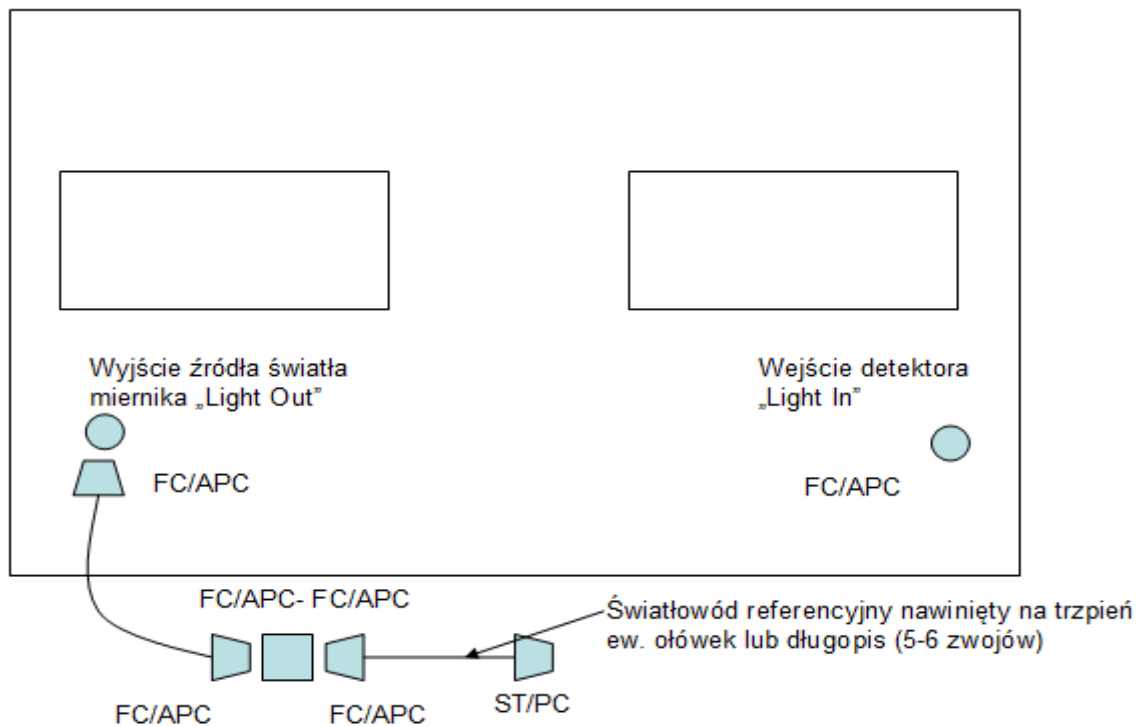 Wyjście źródła światła
miernika „Light Out”
Wejście detektora
„Light In”
FC/APC
FC/APC
FC/APC- FC/APC
Światłowód referencyjny nawinięty na trzpień
ew. ołówek lub długopis (5-6 zwojów)
FC/APC
FC/APC
ST/PC